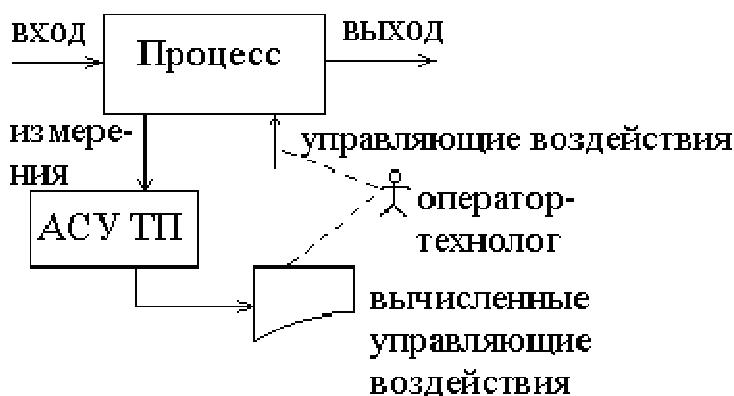 вход
Процесс
выход
измере-
ния
управляющие воздействия
АСУ ТП
оператор-
технолог
вычисленные
управляющие
воздействия